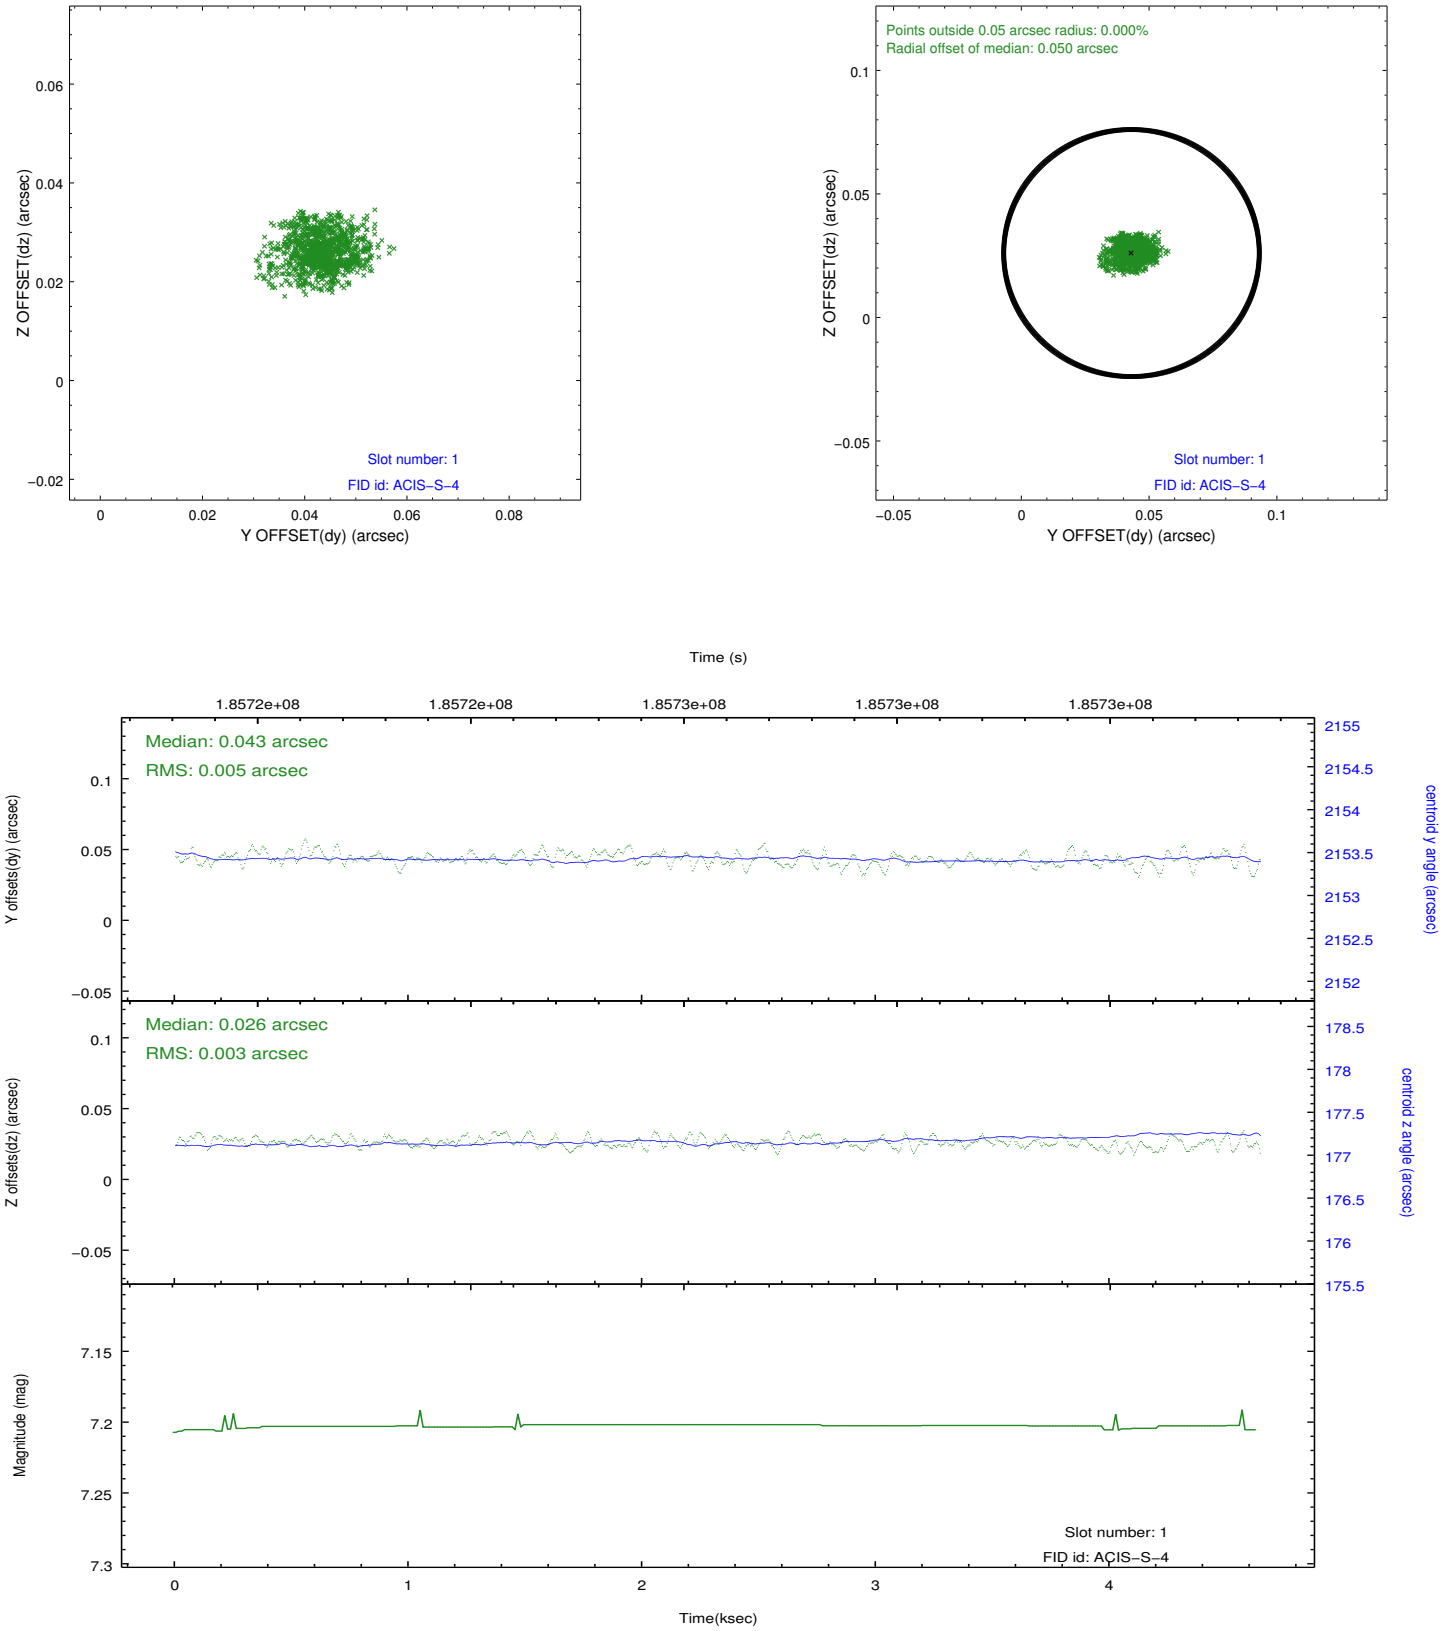 0.06
0.04
0.02
0
−0.02
Z OFFSET(dz) (arcsec)
Slot number: 1
FID id: ACIS−S−4
0 0.02 0.04 0.06 0.08
Y OFFSET(dy) (arcsec)
Points outside 0.05 arcsec radius: 0.000%
Radial offset of median: 0.050 arcsec
0.1
0.05
0
−0.05
Z OFFSET(dz) (arcsec)
Slot number: 1
FID id: ACIS−S−4
−0.05 0 0.05 0.1
Y OFFSET(dy) (arcsec)
Time (s)
1.8572e+08 1.8572e+08 1.8573e+08 1.8573e+08 1.8573e+08
Median: 0.043 arcsec
RMS: 0.005 arcsec
0.1
0.05
0
−0.05
Y offsets(dy) (arcsec)
2155
2154.5
2154
2153.5
2153
2152.5
2152
centroid y angle (arcsec)
Median: 0.026 arcsec
RMS: 0.003 arcsec
0.1
0.05
0
−0.05
Z offsets(dz) (arcsec)
178.5
178
177.5
177
176.5
176
175.5
centroid z angle (arcsec)
7.15
7.2
7.25
7.3
Magnitude (mag)
Slot number: 1
FID id: ACIS−S−4
0 1 2 3 4
Time(ksec)